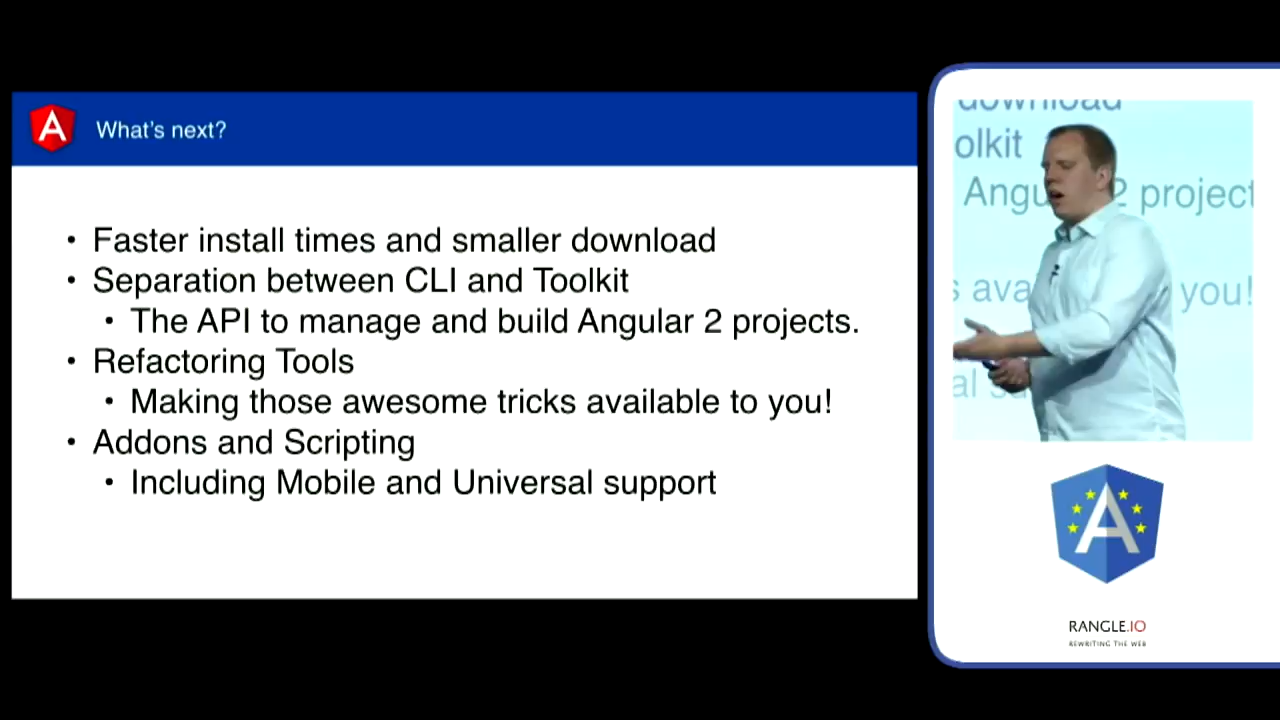 A
What's next?
• Faster install times and smaller download
• Separation between CLI and Toolkit
• The API to manage and build Angular 2 projects.
• Refactoring Tools
• Making those awesome tricks available to you!
• Addons and Scripting
• Including Mobile and Universal support
download
olkit
Angu 2 project
s ava you!
al su
A
RANGLE.IO
REWRITING THE WEB